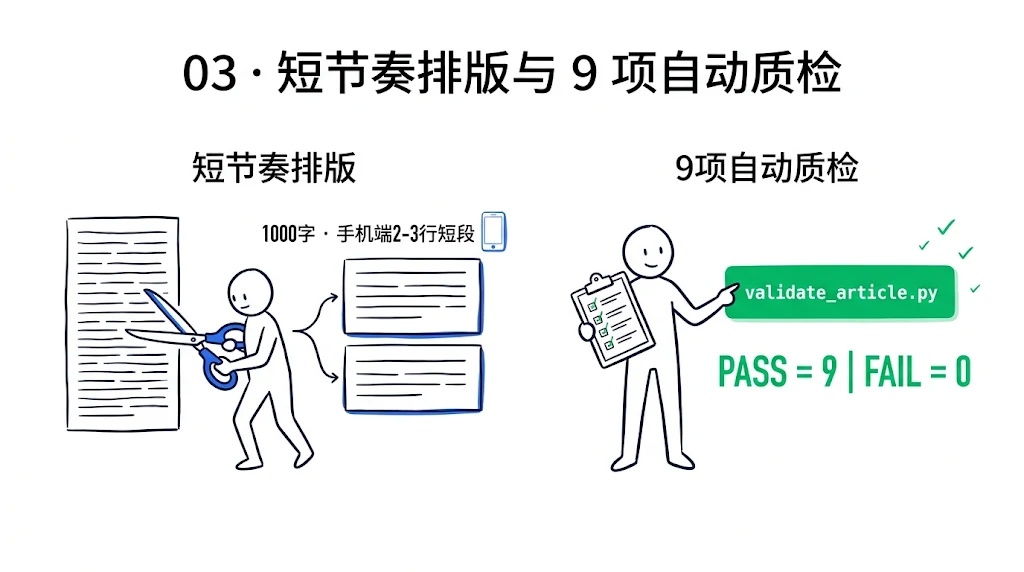 03 · 短节奏排版与 9 项自动质检
短节奏排版
1000字 · 手机端2-3行短段
9项自动质检
validate_article.py
PASS = 9 | FAIL = 0